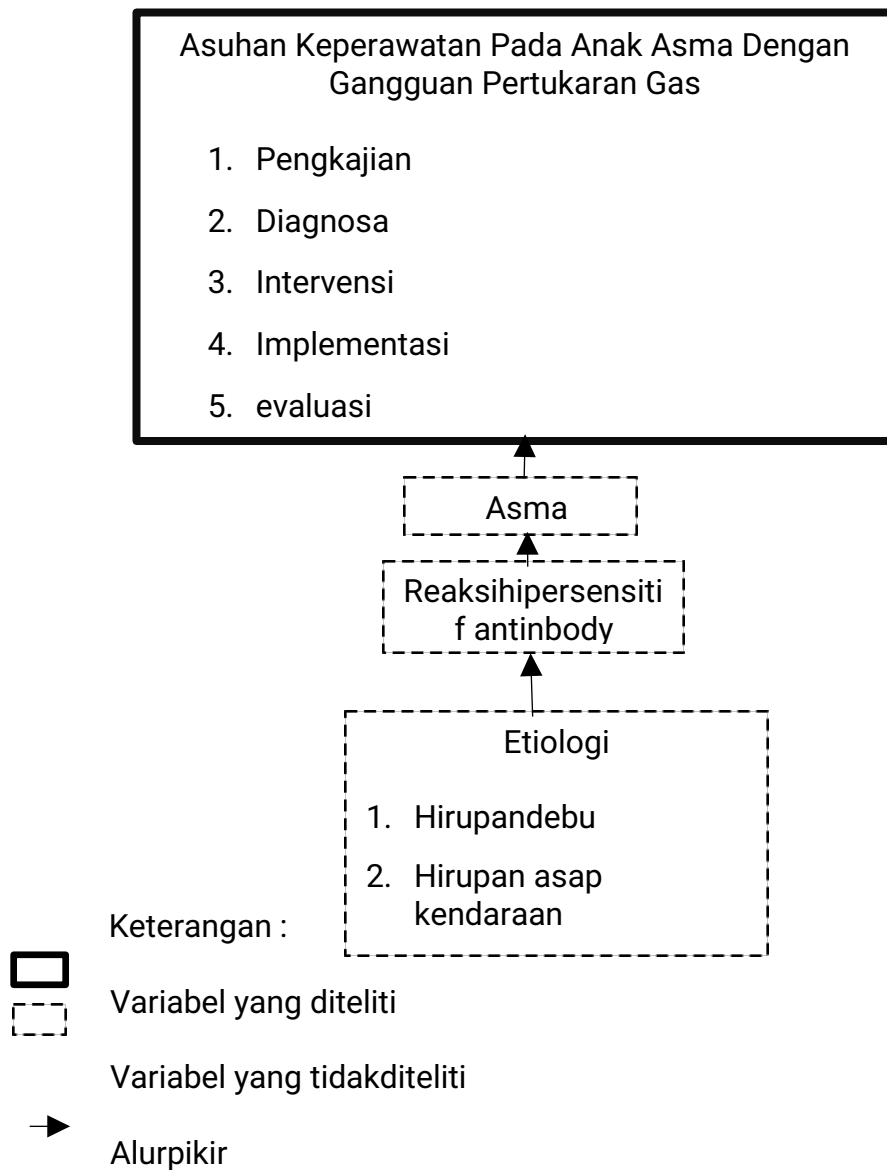 Asuhan Keperawatan Pada Anak Asma Dengan
Gangguan Pertukaran Gas
1. Pengkajian
2. Diagnosa
3. Intervensi
4. Implementasi
5. evaluasi
Asma
Reaksihipersensiti
f antinbody
Etiologi
1. Hirupandebu
2. Hirupan asap
kendaraan
Keterangan :
Variabel yang diteliti
Variabel yang tidakditeliti
Alurpikir